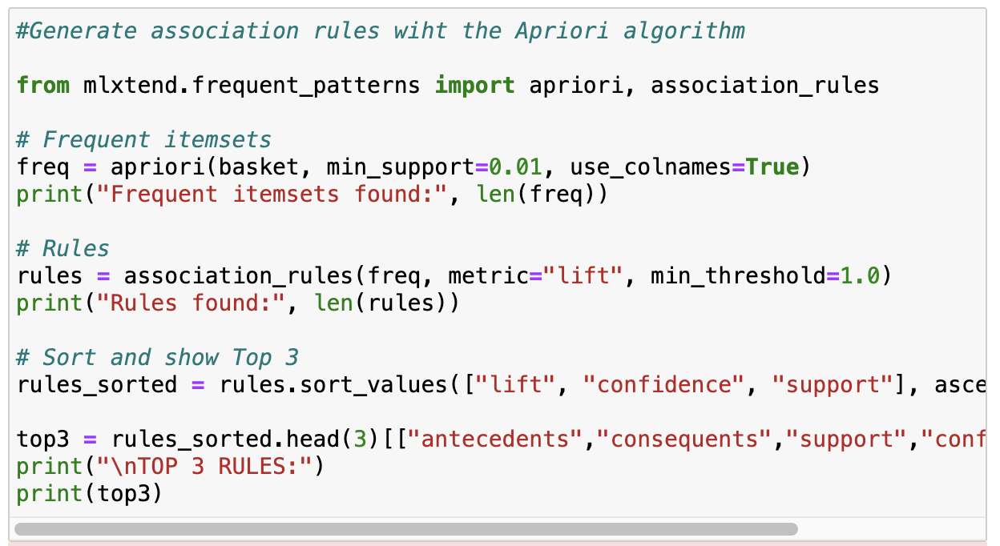 #Generate association rules wiht the Apriori algorithm
from mlxtend.frequent_patterns import apriori, association_rules
# Frequent itemsets
freq = apriori(basket, min_support=0.01, use_colnames=True)
print("Frequent itemsets found:", len(freq))
# Rules
rules = association_rules(freq, metric="lift", min_threshold=1.0)
print("Rules found:", len(rules))
# Sort and show Top 3
rules_sorted = rules.sort_values(["lift", "confidence", "support"], asce
top3 = rules_sorted.head(3)[["antecedents","consequents","support","conf
print("\nTOP 3 RULES:")
print(top3)